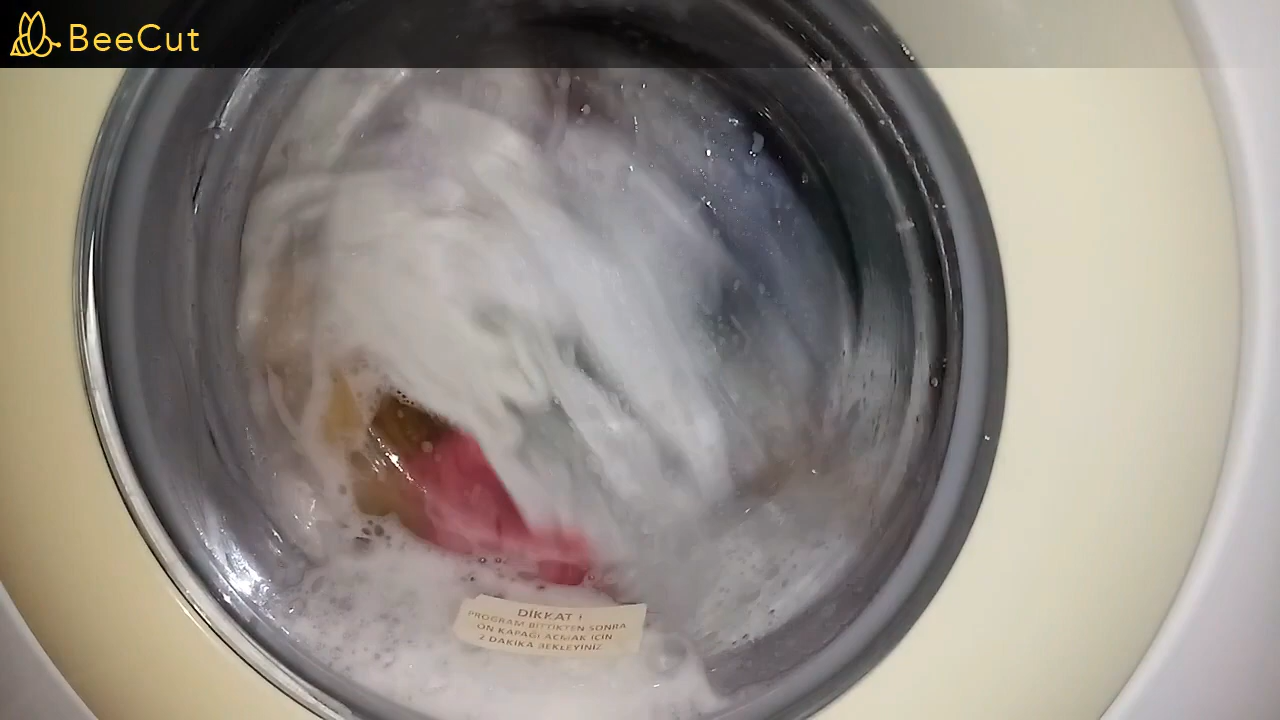 BeeCut
DİKKAT !
PROGRAM BİTTİKTEN SONRA
ÖN KAPAĞI AÇMAK İÇİN
2 DAKİKA BEKLEYİNİZ